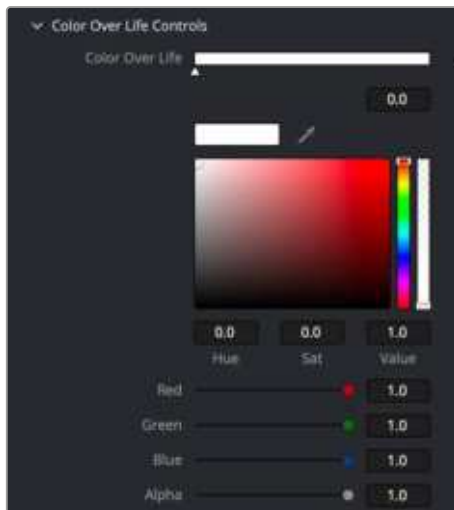 Color Over Life Controls
Color Over Life
0.0
0.0 0.0 1.0
Hue Sat Value
Red 1.0
Green 1.0
Blue 1.0
Alpha 1.0